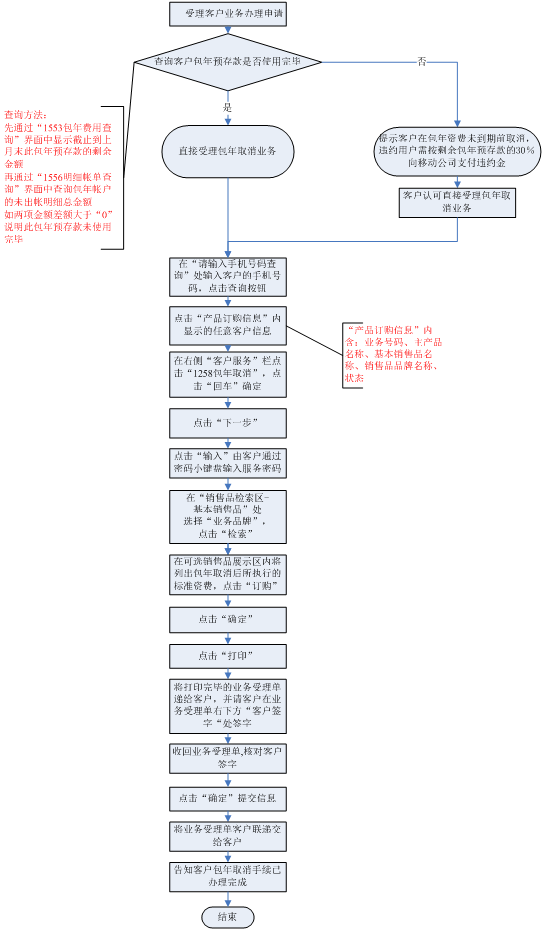 受理客户业务办理申请
查询客户包年预存款是否使用完毕
否
是
查询方法：
先通过“1553包年费用查
询”界面中显示截止到上
月末此包年预存款的剩余
金额
再通过“1556明细帐单查
询”界面中查询包年帐户
的未出帐明细总金额
如两项金额差额大于“0”
说明此包年预存款未使用
完毕
直接受理包年取消业务
提示客户在包年资费未到期前取消，
违约用户需按剩余包年预存款的30%
向移动公司支付违约金
客户认可直接受理包年取
消业务
在“请输入手机号码查
询”处输入客户的手机号
码，点击查询按钮
点击“产品订购信息”内
显示的任意客户信息
“产品订购信息”内
含：业务号码、主产品
名称、基本销售品名
称、销售品品牌名称、
状态
在右侧“客户服务”栏点
击“1258包年取消”，点
击“回车”确定
点击“下一步”
点击“输入”由客户通过
密码小键盘输入服务密码
在“销售品检索区-
基本销售品”处
选择“业务品牌”，
点击“检索”
在可选销售品展示区内将
列出包年取消后所执行的
标准资费，点击“订购”
点击“确定”
点击“打印”
将打印完毕的业务受理单
递给客户，并请客户在业
务受理单右下方“客户签
字“处签字
收回业务受理单,核对客户
签字
点击“确定”提交信息
将业务受理单客户联递交
给客户
告知客户包年取消手续已
办理完成
结束